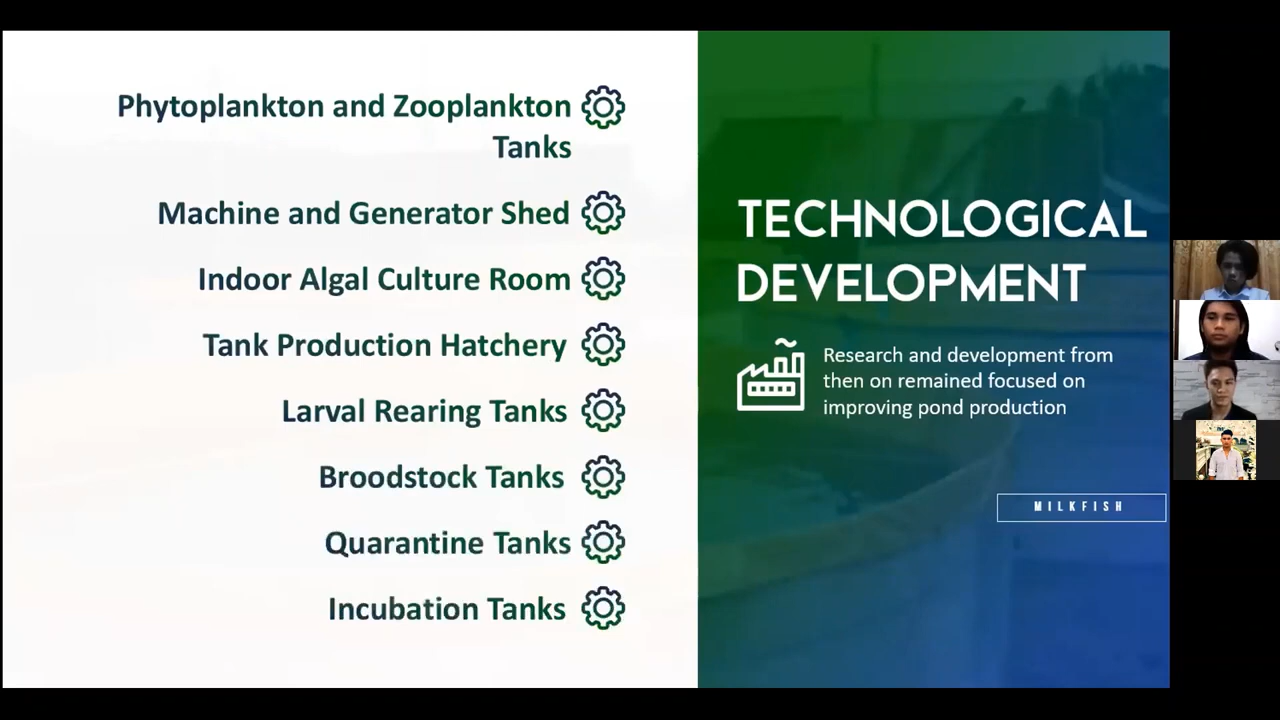 Phytoplankton and Zooplankton
Tanks
Machine and Generator Shed
Indoor Algal Culture Room
Tank Production Hatchery
Larval Rearing Tanks
Broodstock Tanks
Quarantine Tanks
Incubation Tanks
TECHNOLOGICAL
DEVELOPMENT
Research and development from
then on remained focused on
improving pond production
MILKFISH